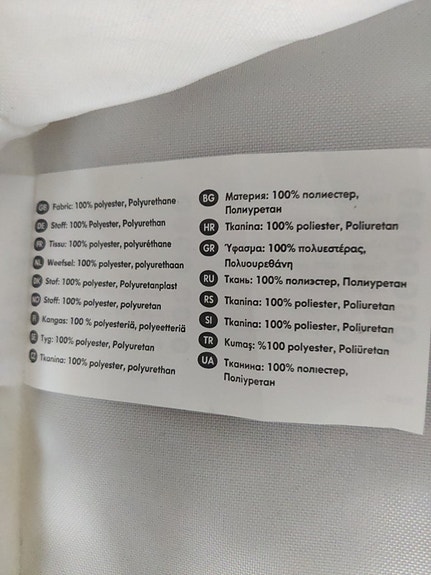 GB Fabric: 100% polyester, Polyurethane
DE Stoff: 100% Polyester, Polyurethan
FR Tissu: 100% polyester, polyuréthane
NL Weefsel: 100% polyester, polyurethaan
DK Stof: 100% polyester, Polyuretanplast
NO Stoff: 100% polyester, polyuretan
FI Kangas: 100 % polyesteriä, polyeetteriä
SE Tyg: 100% polyester, Polyuretan
CZ Tkanina: 100% polyester, polyurethan
BG Материя: 100% полиестер,
Полиуретан
HR Tkanina: 100% poliester, Poliuretan
GR Ύφασμα: 100% πολυεστέρας,
Πολυουρεθάνη
RU Ткань: 100% полиэстер, Полиуретан
RS Tkanina: 100% poliester, Poliuretan
SI Tkanina: 100% poliester, Poliuretan
TR Kumaş: %100 polyester, Poliüretan
UA Тканина: 100% полієстер,
Поліуретан